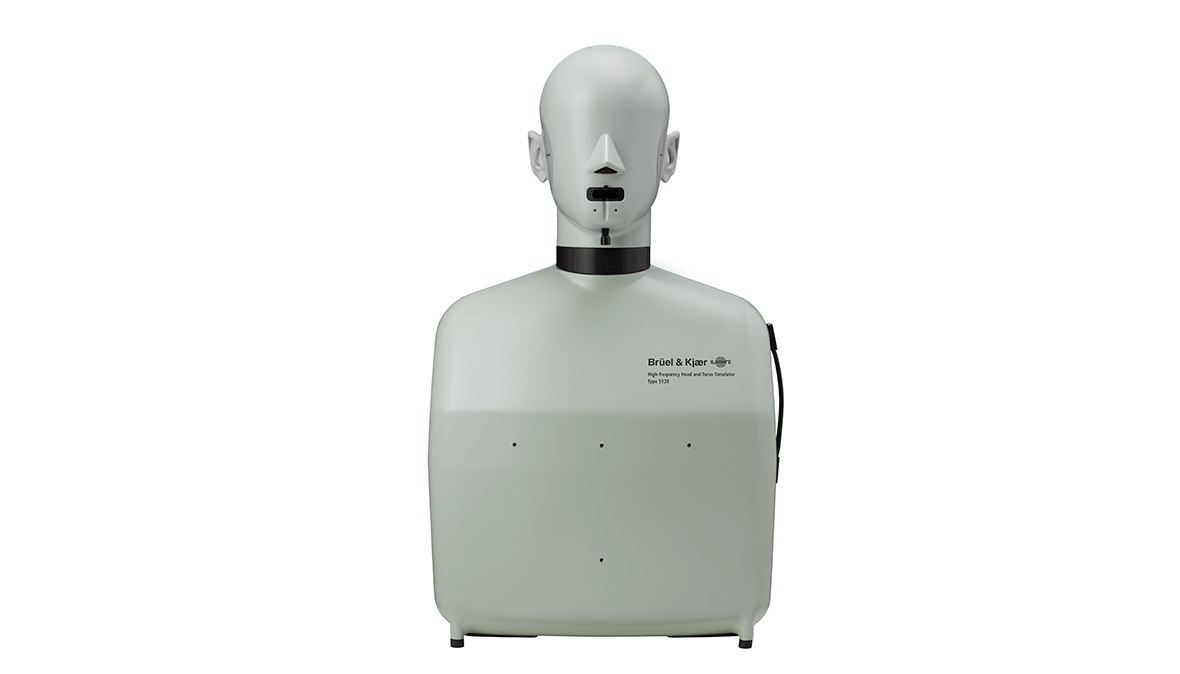 Brüel & Kjær
High-frequency Head and Torso Simulator
Type 5128